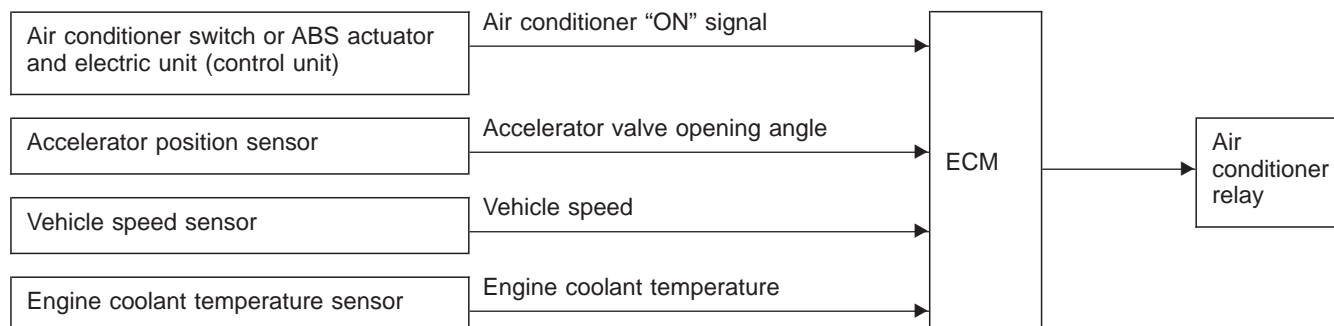 Air conditioner switch or ABS actuator
and electric unit (control unit)
Air conditioner “ON” signal
Accelerator position sensor
Accelerator valve opening angle
Vehicle speed sensor
Vehicle speed
Engine coolant temperature sensor
Engine coolant temperature
ECM
Air
conditioner
relay